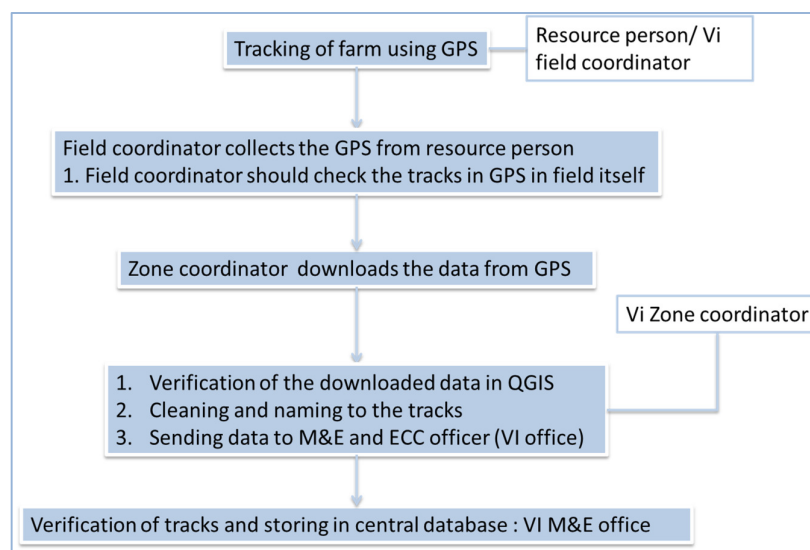 Tracking of farm using GPS
Resource person/ Vi
field coordinator
Field coordinator collects the GPS from resource person
1. Field coordinator should check the tracks in GPS in field itself
Zone coordinator downloads the data from GPS
Vi Zone coordinator
1. Verification of the downloaded data in QGIS
2. Cleaning and naming to the tracks
3. Sending data to M&E and ECC officer (VI office)
Verification of tracks and storing in central database : VI M&E office